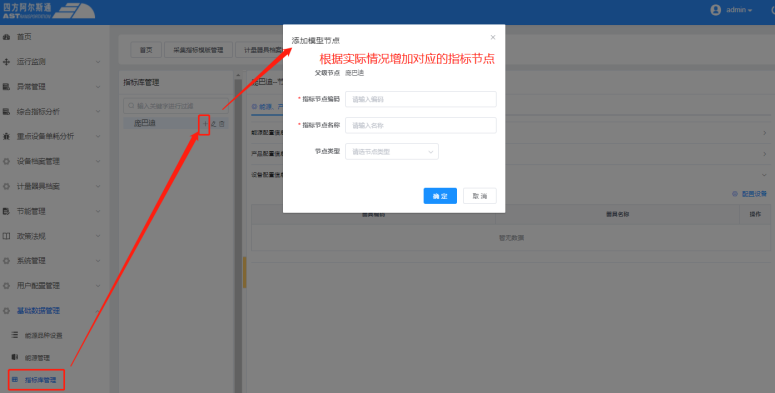 四方阿尔斯通
AST
admin
首页
运行监测
异常管理
综合指标分析
重点设备单耗分析
设备档案管理
计量器具档案
节能管理
政策法规
系统管理
用户配置管理
基础数据管理
能源品种设置
能源管理
指标库管理
首页
采集指标模版管理
计量器具档案
指标库管理
输入关键字进行过滤
庞巴迪
庞巴迪-节
能源、产
能源配置信息
产品配置信息
设备配置信息
配置设备
器具编码
器具名称
操作
暂无数据
添加模型节点
根据实际情况增加对应的指标节点
父级节点 庞巴迪
* 指标节点编码 请输入编码
* 指标节点名称 请输入名称
节点类型 请选节点类型
确 定
取 消